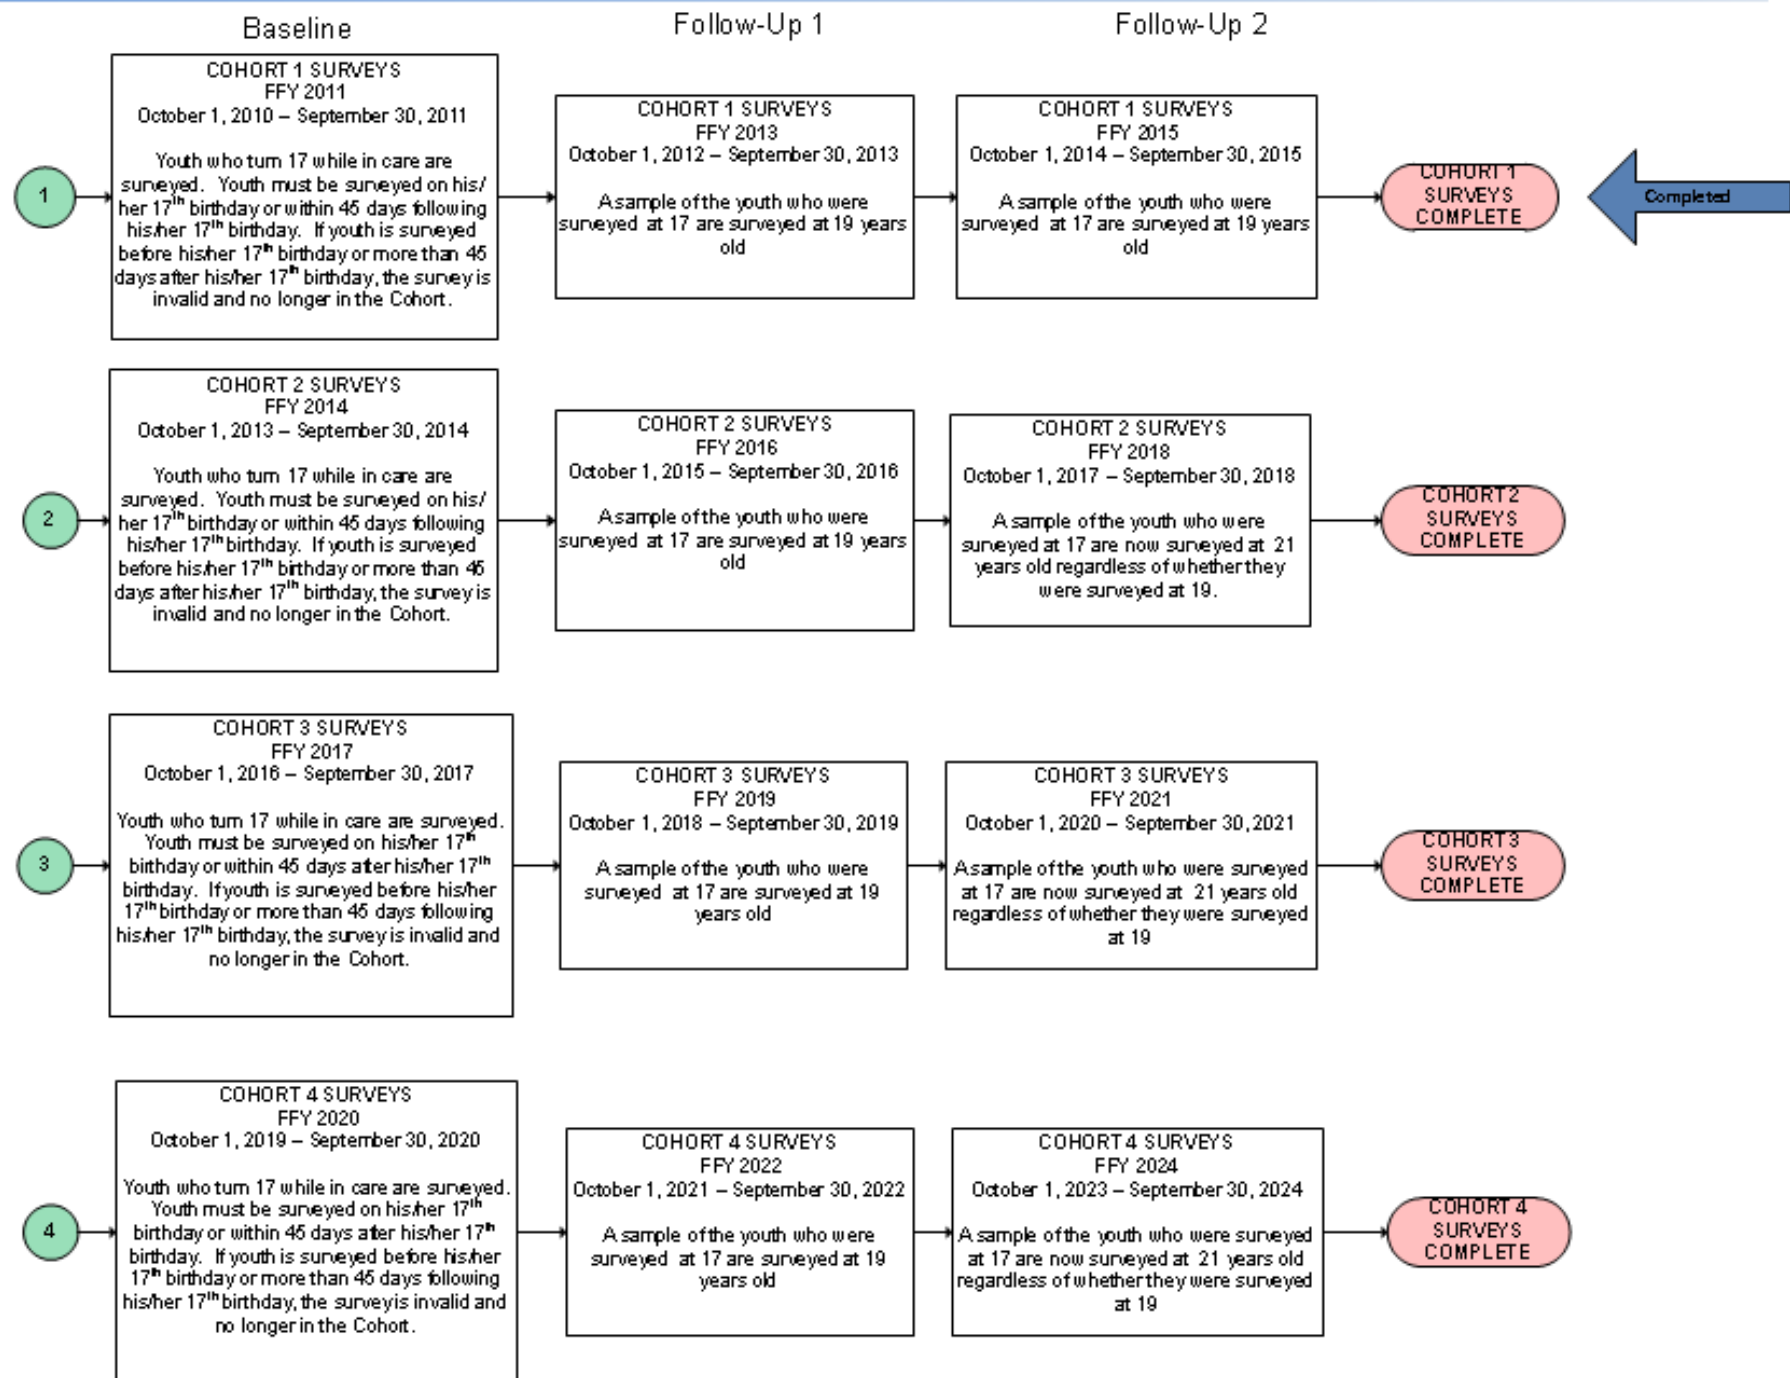 Baseline
Follow-Up 1
Follow-Up 2
1
COHORT 1 SURVEYS
FFY 2011
October 1, 2010 – September 30, 2011
Youth who turn 17 while in care are
surveyed. Youth must be surveyed on his/
her 17th birthday or within 45 days following
his/her 17th birthday. If youth is surveyed
before his/her 17th birthday or more than 45
days after his/her 17th birthday, the survey is
invalid and no longer in the Cohort.
COHORT 1 SURVEYS
FFY 2013
October 1, 2012 – September 30, 2013
A sample of the youth who were
surveyed at 17 are surveyed at 19 years
old
COHORT 1 SURVEYS
FFY 2015
October 1, 2014 – September 30, 2015
A sample of the youth who were
surveyed at 17 are surveyed at 19 years
old
COHORT 1
SURVEYS
COMPLETE
Completed
2
COHORT 2 SURVEYS
FFY 2014
October 1, 2013 – September 30, 2014
Youth who turn 17 while in care are
surveyed. Youth must be surveyed on his/
her 17th birthday or within 45 days following
his/her 17th birthday. If youth is surveyed
before his/her 17th birthday or more than 45
days after his/her 17th birthday, the survey is
invalid and no longer in the Cohort.
COHORT 2 SURVEYS
FFY 2016
October 1, 2015 – September 30, 2016
A sample of the youth who were
surveyed at 17 are surveyed at 19 years
old
COHORT 2 SURVEYS
FFY 2018
October 1, 2017 – September 30, 2018
A sample of the youth who were
surveyed at 17 are now surveyed at 21
years old regardless of whether they
were surveyed at 19.
COHORT 2
SURVEYS
COMPLETE
3
COHORT 3 SURVEYS
FFY 2017
October 1, 2016 – September 30, 2017
Youth who turn 17 while in care are surveyed.
Youth must be surveyed on his/her 17th
birthday or within 45 days after his/her 17th
birthday. If youth is surveyed before his/her
17th birthday or more than 45 days following
his/her 17th birthday, the survey is invalid and
no longer in the Cohort.
COHORT 3 SURVEYS
FFY 2019
October 1, 2018 – September 30, 2019
A sample of the youth who were
surveyed at 17 are surveyed at 19
years old
COHORT 3 SURVEYS
FFY 2021
October 1, 2020 – September 30, 2021
A sample of the youth who were surveyed
at 17 are now surveyed at 21 years old
regardless of whether they were surveyed
at 19
COHORT 3
SURVEYS
COMPLETE
4
COHORT 4 SURVEYS
FFY 2020
October 1, 2019 – September 30, 2020
Youth who turn 17 while in care are surveyed.
Youth must be surveyed on his/her 17th
birthday or within 45 days after his/her 17th
birthday. If youth is surveyed before his/her
17th birthday or more than 45 days following
his/her 17th birthday, the survey is invalid and
no longer in the Cohort.
COHORT 4 SURVEYS
FFY 2022
October 1, 2021 – September 30, 2022
A sample of the youth who were
surveyed at 17 are surveyed at 19
years old
COHORT 4 SURVEYS
FFY 2024
October 1, 2023 – September 30, 2024
A sample of the youth who were surveyed
at 17 are now surveyed at 21 years old
regardless of whether they were surveyed
at 19
COHORT 4
SURVEYS
COMPLETE